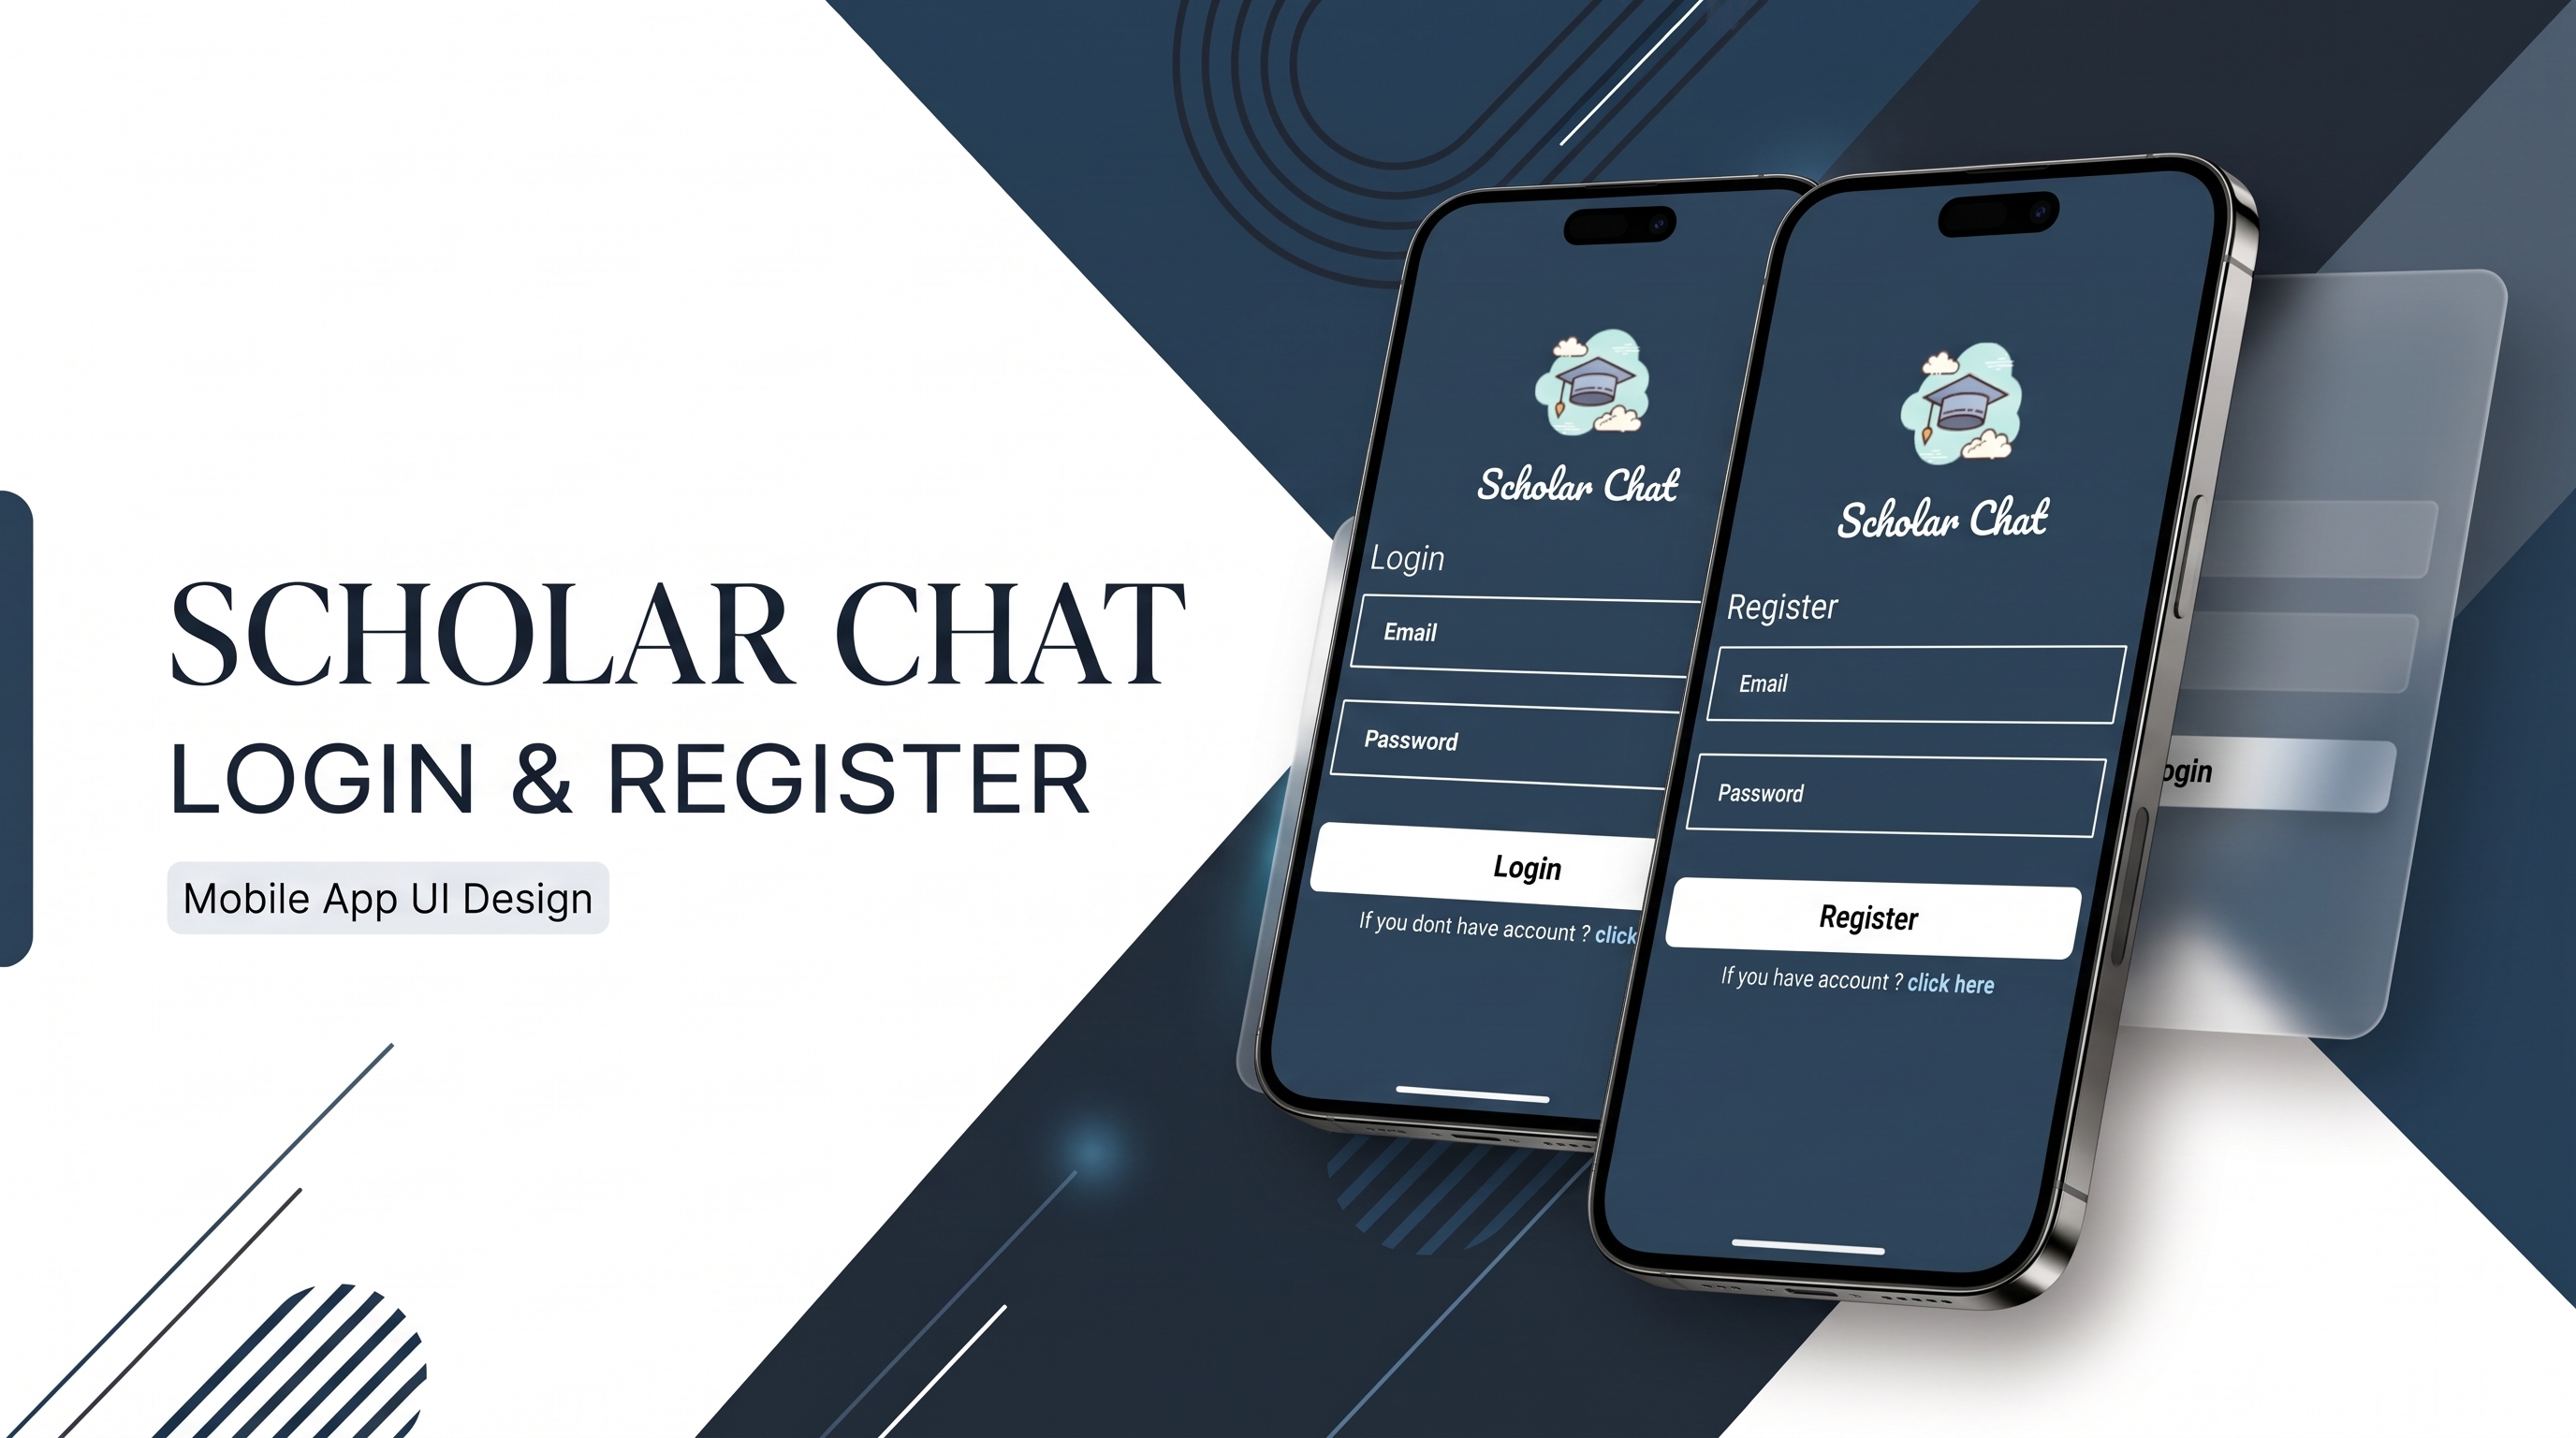 SCHOLAR CHAT
LOGIN & REGISTER
Mobile App UI Design
Scholar Chat
Login
Email
Password
Login
If you dont have account ? click
Scholar Chat
Register
Email
Password
Register
If you have account ? click here
ogin